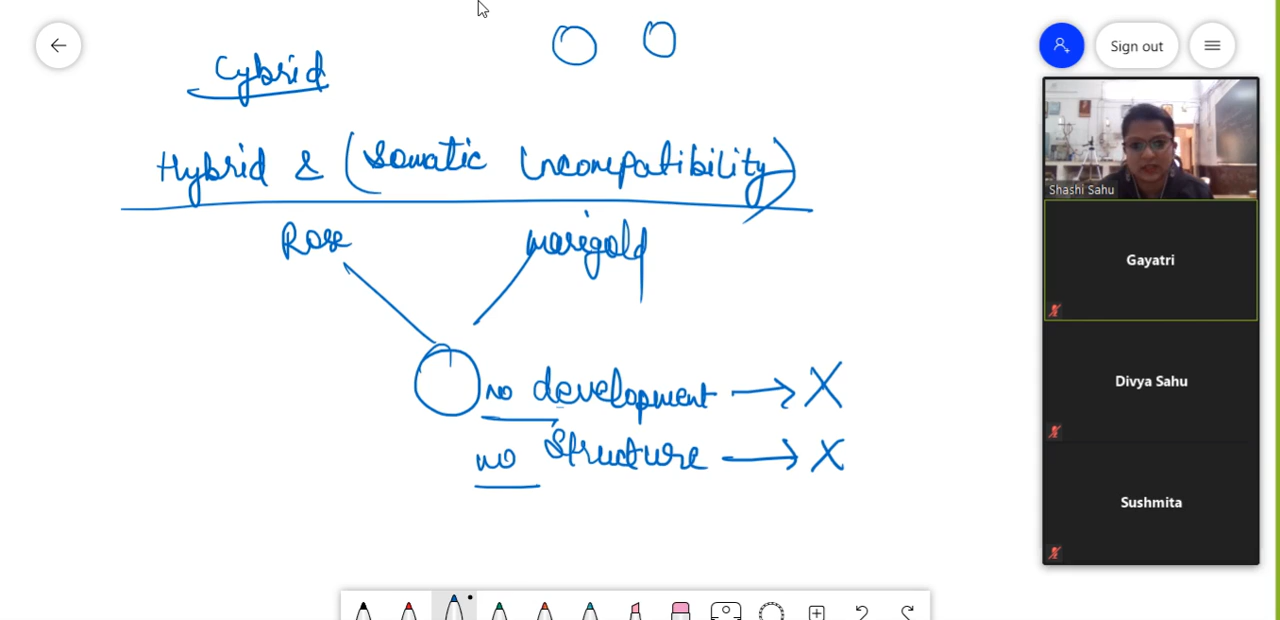 Cybrid
Sign out
Hybrid & (Somatic Incompatibility)
Shashi Sahu
Rose marigold
Gayatri
no development → X
Divya Sahu
no Structure → X
Sushmita